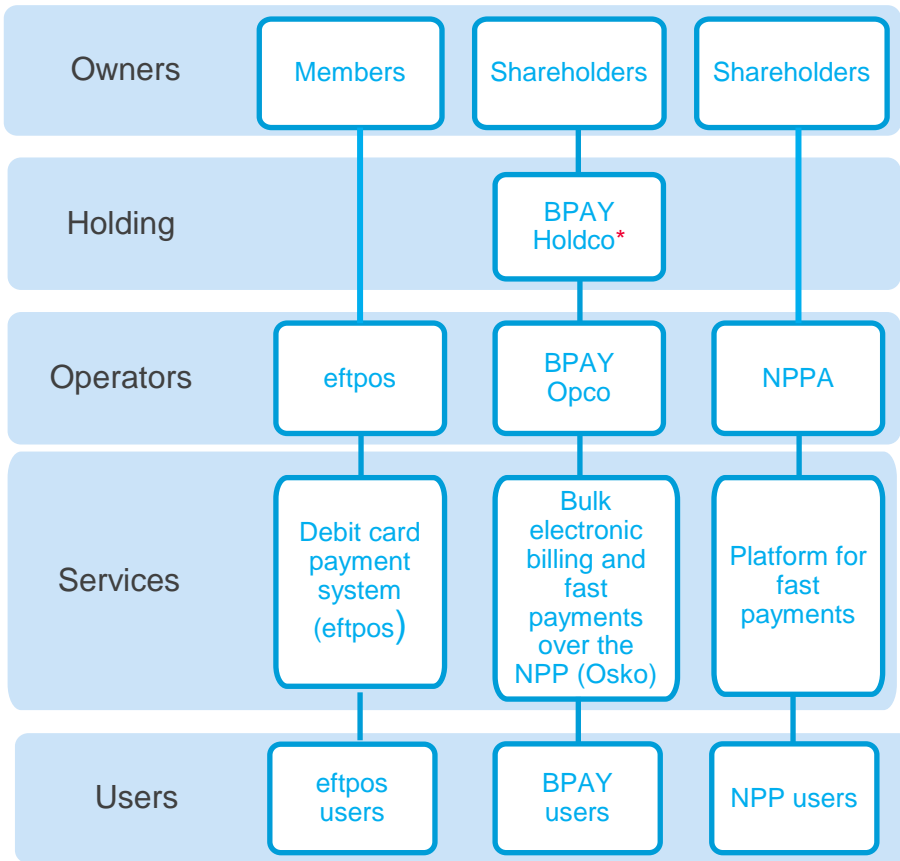 Owners
Members
Shareholders
Shareholders
Holding
BPAY
Holdco*
Operators
eftpos
BPAY
Opco
NPPA
Services
Debit card
payment
system
(eftpos)
Bulk
electronic
billing and
fast
payments
over the
NPP (Osko)
Platform for
fast
payments
Users
eftpos
users
BPAY
users
NPP users